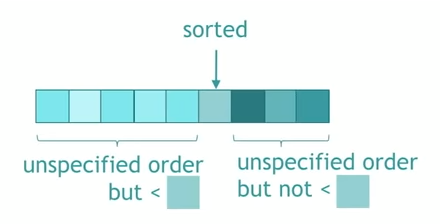 sorted
unspecified order
but <
unspecified order
but not <